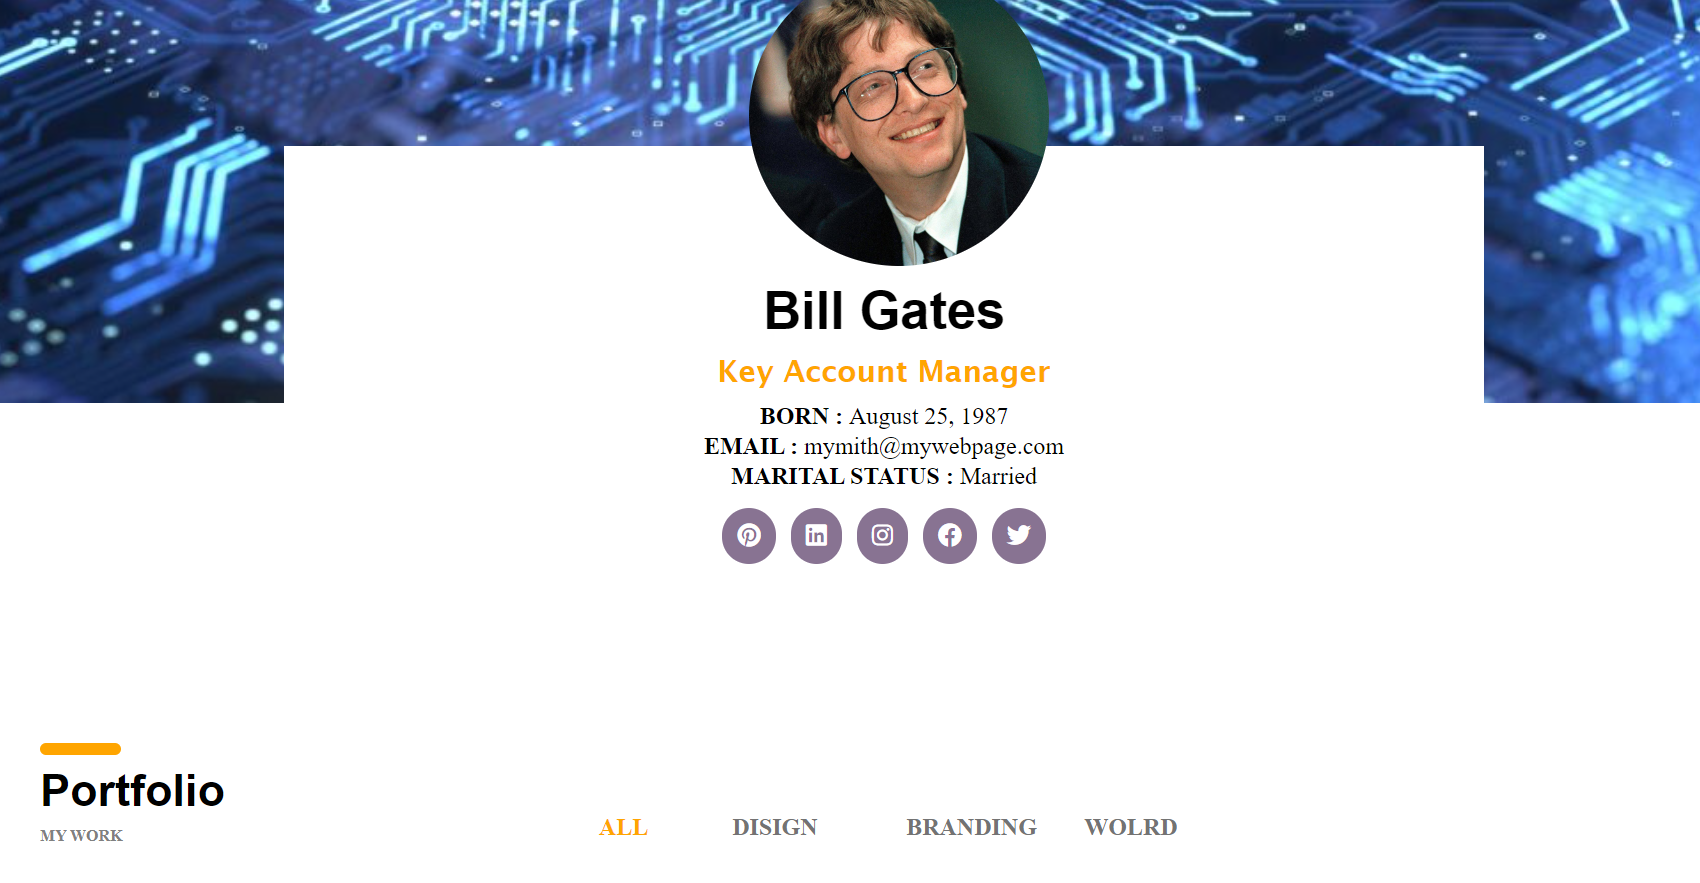 Bill Gates
Key Account Manager
BORN : August 25, 1987
EMAIL : mymith@mywebpage.com
MARITAL STATUS : Married
Portfolio
MY WORK
ALL DISIGN BRANDING WOLRD